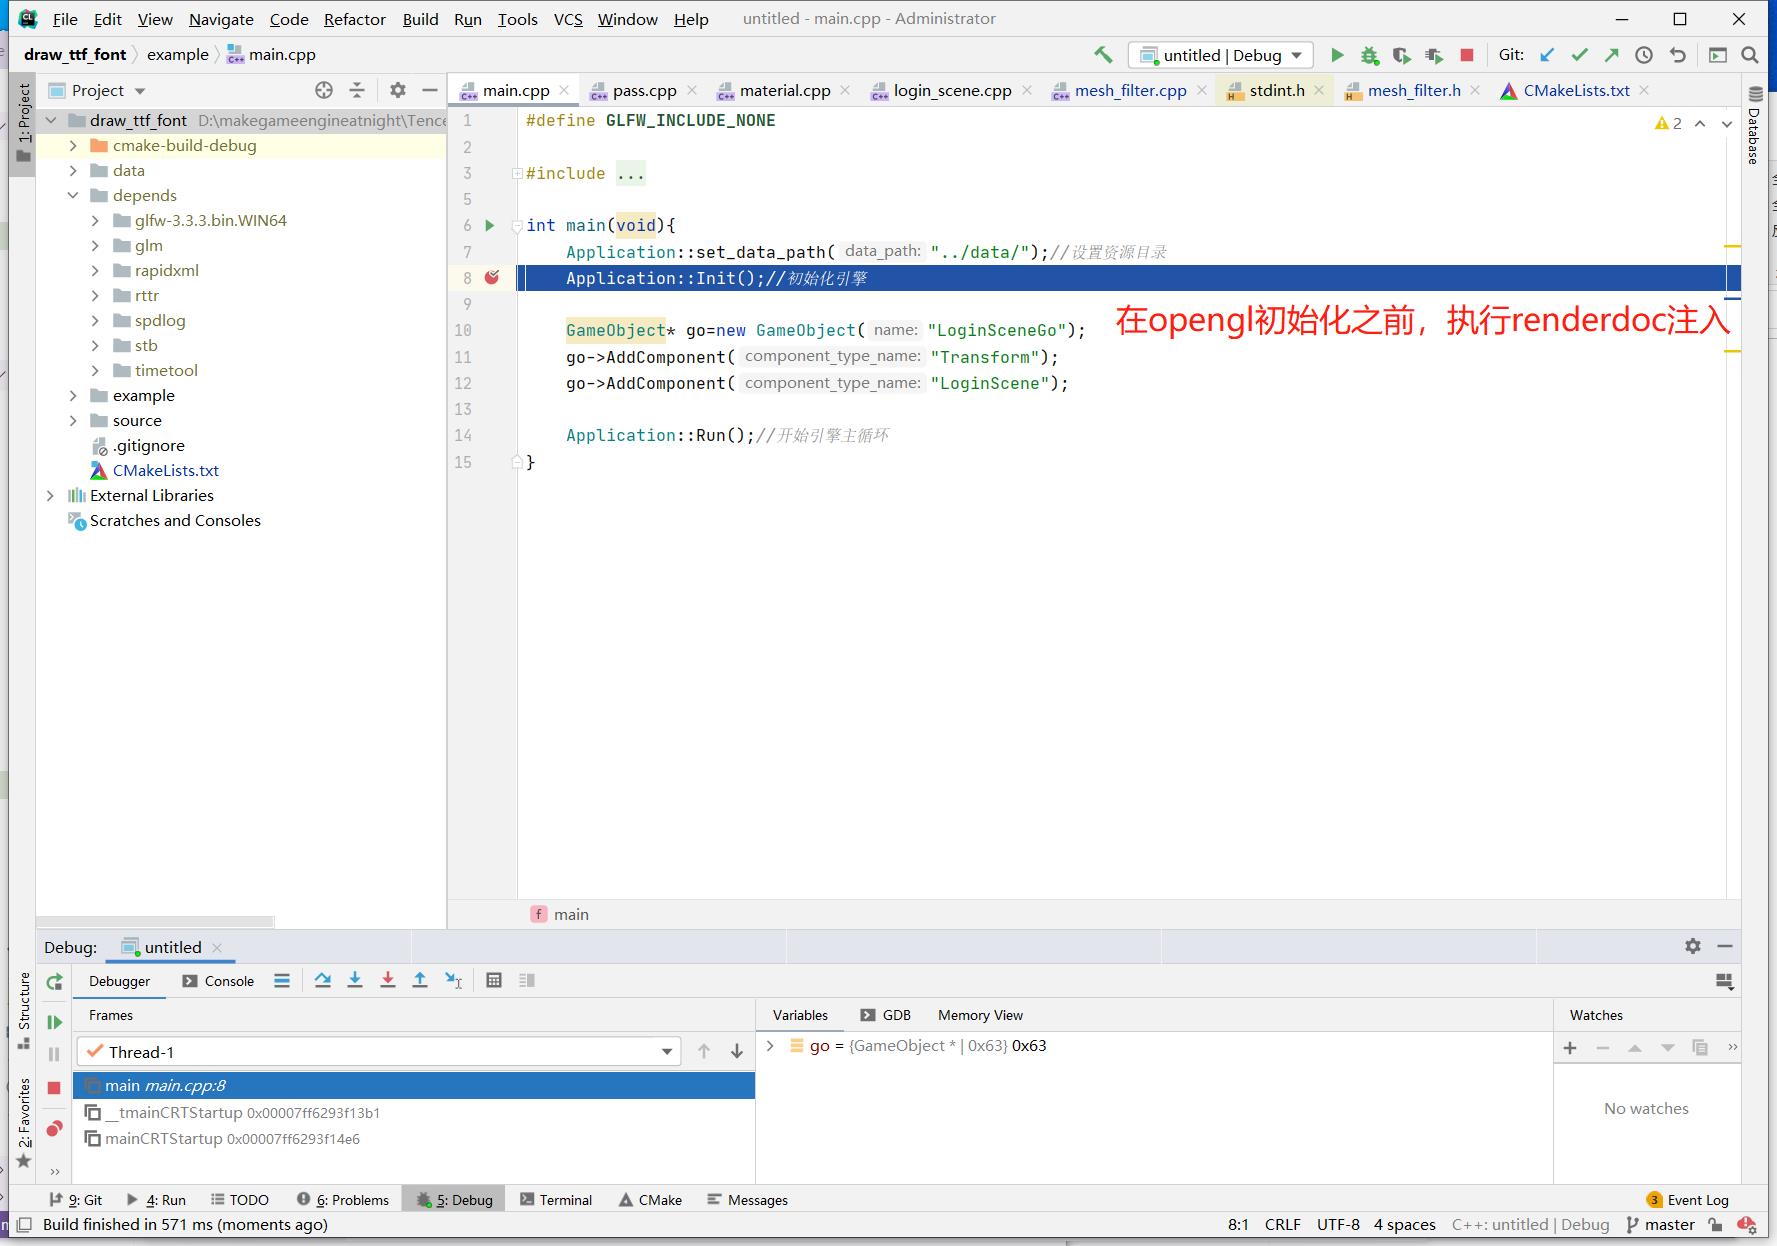 File Edit View Navigate Code Refactor Build Run Tools VCS Window Help untitled - main.cpp - Administrator
draw_ttf_font example main.cpp untitled | Debug Git:
Project main.cpp pass.cpp material.cpp login_scene.cpp mesh_filter.cpp stdint.h mesh_filter.h CMakeLists.txt
1: Project
Database
draw_ttf_font D:\makegameengineatnight\Tence
cmake-build-debug
data
depends
glfw-3.3.3.bin.WIN64
glm
rapidxml
rttr
spdlog
stb
timetool
example
source
.gitignore
CMakeLists.txt
External Libraries
Scratches and Consoles
2
1 #define GLFW_INCLUDE_NONE
2
3 #include ...
5
6 int main(void){
7 Application::set_data_path( data_path: "../data/");//设置资源目录
8 Application::Init();//初始化引擎
9
10 GameObject* go=new GameObject( name: "LoginSceneGo");
在opengl初始化之前，执行renderdoc注入
11 go->AddComponent( component_type_name: "Transform");
12 go->AddComponent( component_type_name: "LoginScene");
13
14 Application::Run();//开始引擎主循环
15 }
f main
Debug: untitled
Debugger Console
Frames Variables GDB Memory View Watches
Thread-1 go = {GameObject * | 0x63} 0x63
main main.cpp:8
__tmainCRTStartup 0x00007ff6293f13b1
mainCRTStartup 0x00007ff6293f14e6
No watches
Structure
2: Favorites
9: Git 4: Run TODO 6: Problems 5: Debug Terminal CMake Messages 3 Event Log
Build finished in 571 ms (moments ago) 8:1 CRLF UTF-8 4 spaces C++: untitled | Debug master